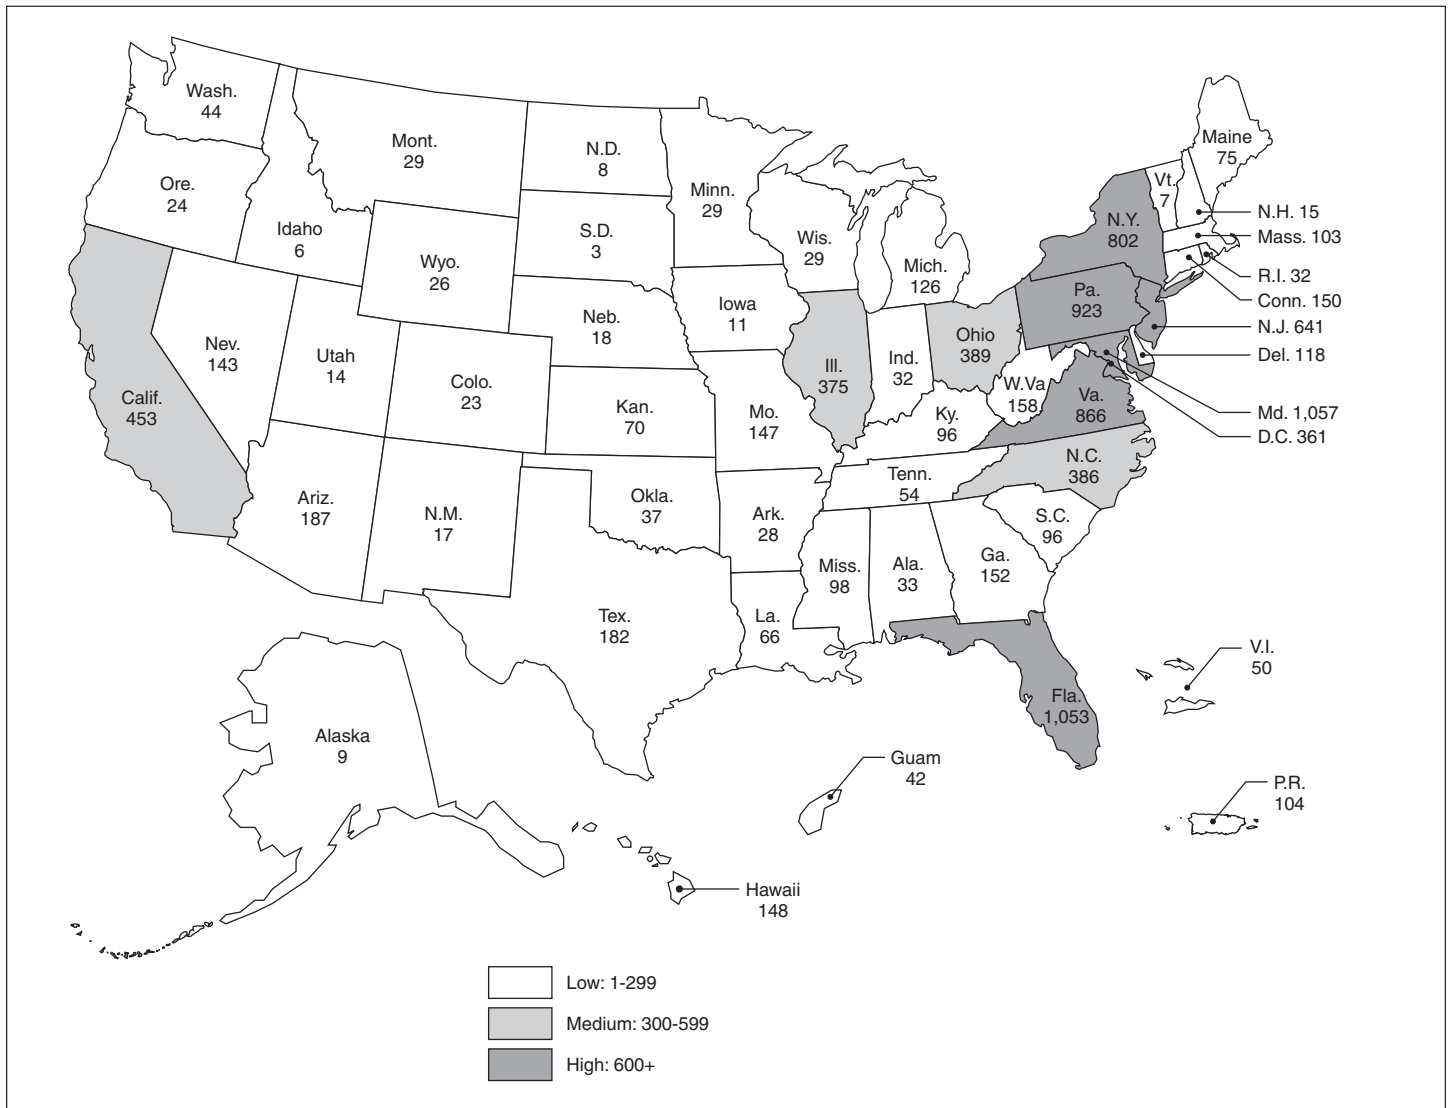 Wash.
44
Mont.
29
N.D.
8
Minn.
29
Maine
75
Vt.
7
Ore.
24
Idaho
6
S.D.
3
Wis.
29
Mich.
126
N.Y.
802
N.H. 15
Mass. 103
R.I. 32
Conn. 150
N.J. 641
Del. 118
Md. 1,057
D.C. 361
Wyo.
26
Iowa
11
Neb.
18
Pa.
923
Nev.
143
Utah
14
Colo.
23
Ill.
375
Ind.
32
Ohio
389
W.Va
158
Va.
866
Calif.
453
Kan.
70
Mo.
147
Ky.
96
N.C.
386
Tenn.
54
Ariz.
187
N.M.
17
Okla.
37
Ark.
28
S.C.
96
Miss.
98
Ala.
33
Ga.
152
Tex.
182
La.
66
Fla.
1,053
V.I.
50
Alaska
9
Guam
42
P.R.
104
Hawaii
148
Low: 1-299
Medium: 300-599
High: 600+